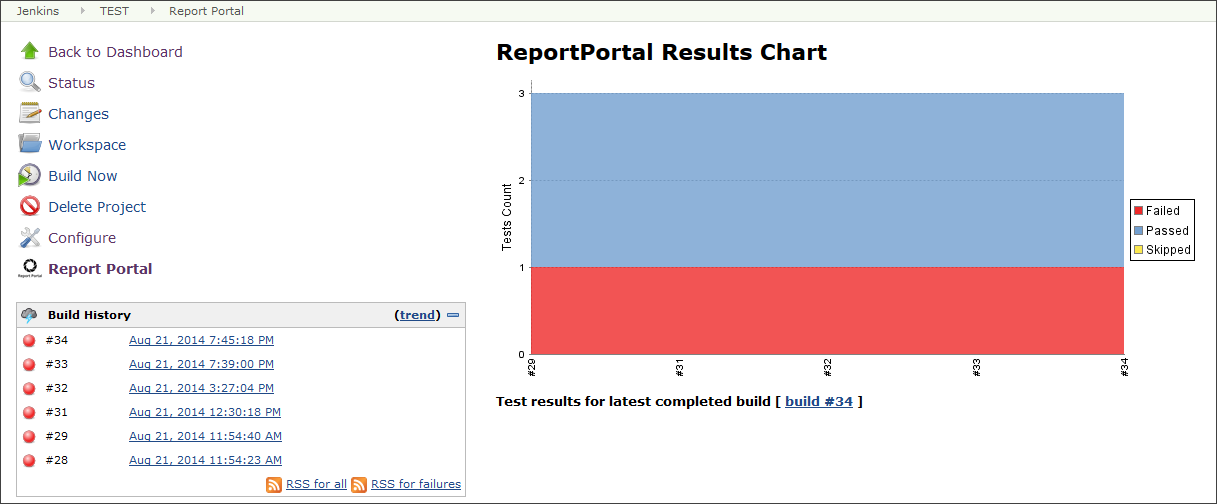 Jenkins TEST Report Portal
Back to Dashboard
Status
Changes
Workspace
Build Now
Delete Project
Configure
Report Portal
Report Portal
Build History (trend)
#34 Aug 21, 2014 7:45:18 PM
#33 Aug 21, 2014 7:39:00 PM
#32 Aug 21, 2014 3:27:04 PM
#31 Aug 21, 2014 12:30:18 PM
#29 Aug 21, 2014 11:54:40 AM
#28 Aug 21, 2014 11:54:23 AM
RSS for all RSS for failures
ReportPortal Results Chart
Tests Count
3
2
1
0
#29 #31 #32 #33 #34
Failed
Passed
Skipped
Test results for latest completed build [ build #34 ]